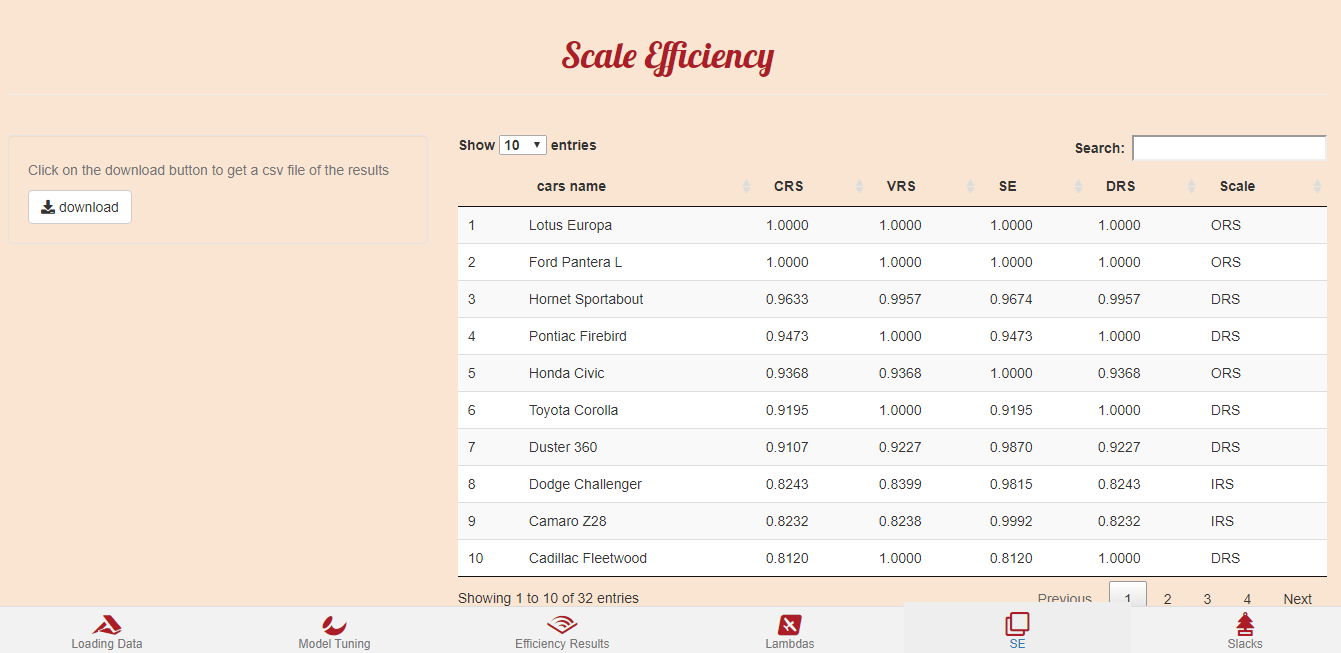 Scale Efficiency
Click on the download button to get a csv file of the results
download
Show 10 entries
Search:
cars name CRS VRS SE DRS Scale
1 Lotus Europa 1.0000 1.0000 1.0000 1.0000 ORS
2 Ford Pantera L 1.0000 1.0000 1.0000 1.0000 ORS
3 Hornet Sportabout 0.9633 0.9957 0.9674 0.9957 DRS
4 Pontiac Firebird 0.9473 1.0000 0.9473 1.0000 DRS
5 Honda Civic 0.9368 0.9368 1.0000 0.9368 ORS
6 Toyota Corolla 0.9195 1.0000 0.9195 1.0000 DRS
7 Duster 360 0.9107 0.9227 0.9870 0.9227 DRS
8 Dodge Challenger 0.8243 0.8399 0.9815 0.8243 IRS
9 Camaro Z28 0.8232 0.8238 0.9992 0.8232 IRS
10 Cadillac Fleetwood 0.8120 1.0000 0.8120 1.0000 DRS
Showing 1 to 10 of 32 entries
Previous 1 2 3 4 Next
Loading Data Model Tuning Efficiency Results Lambdas SE Slacks